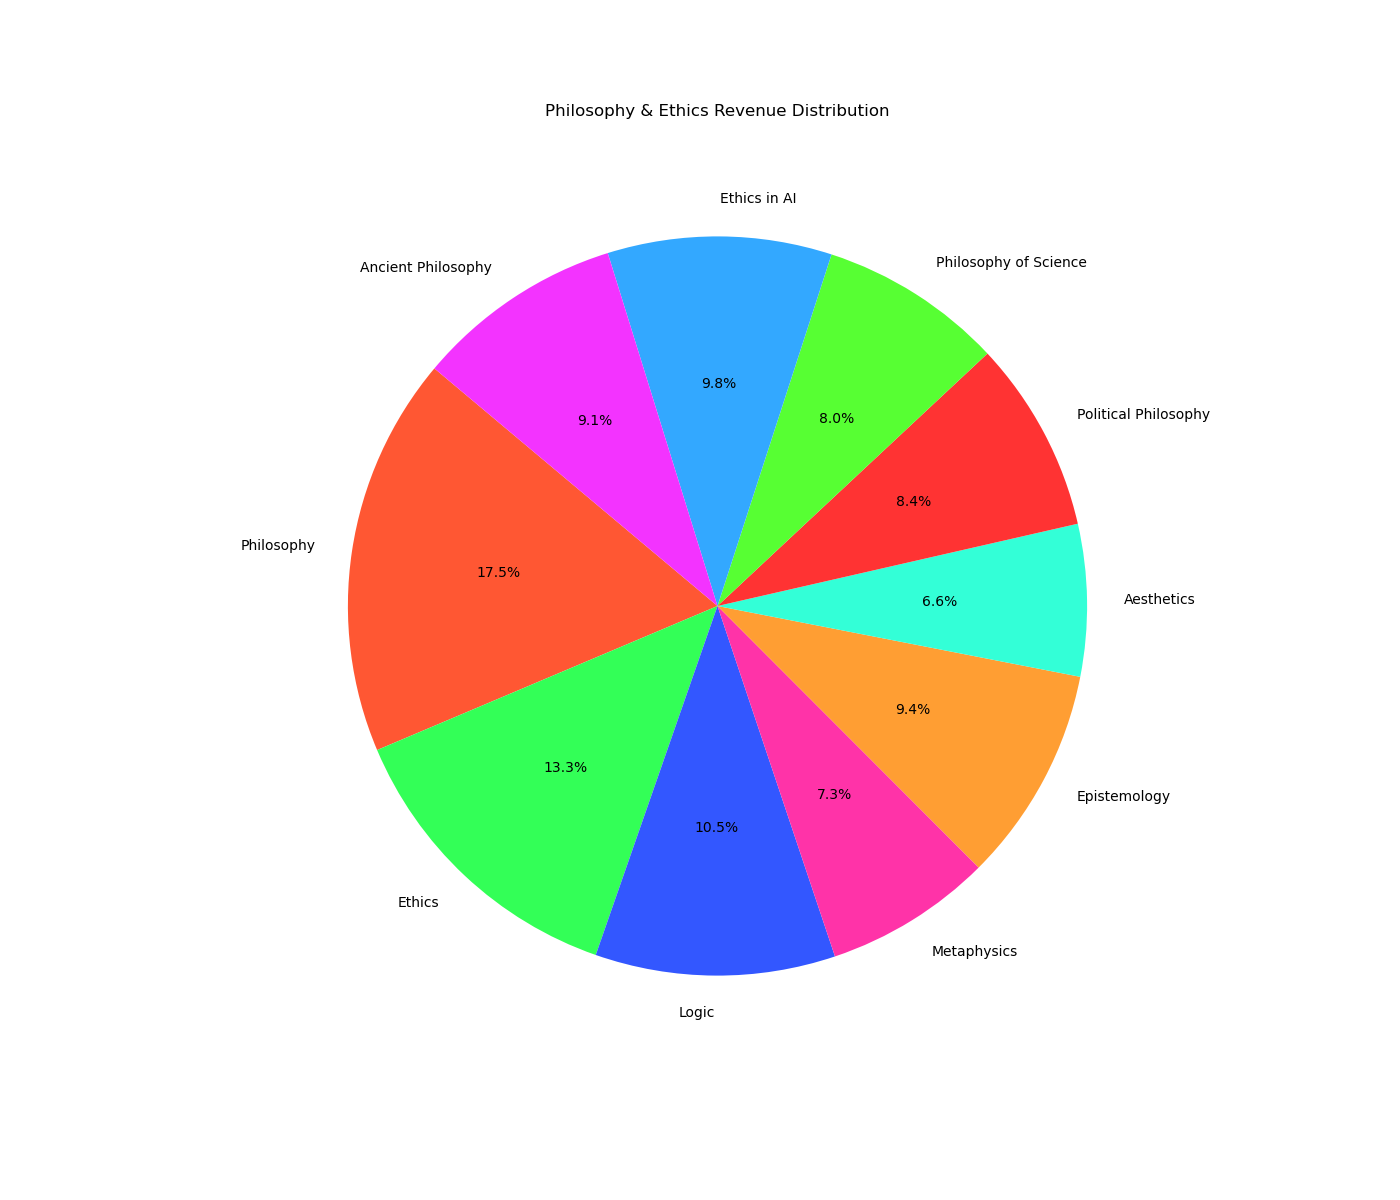 Philosophy & Ethics Revenue Distribution
Ethics in AI
Philosophy of Science
Ancient Philosophy
Political Philosophy
9.8%
8.0%
9.1%
8.4%
Philosophy
17.5%
6.6%
Aesthetics
9.4%
13.3%
7.3%
Epistemology
10.5%
Ethics
Metaphysics
Logic